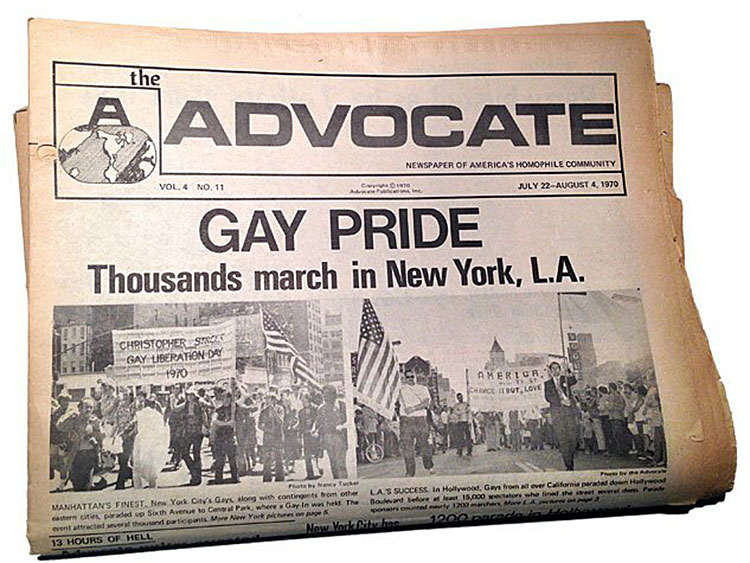 the
A
ADVOCATE
NEWSPAPER OF AMERICA'S HOMOPHILE COMMUNITY
VOL. 4 NO. 11
Copyright © 1970
Advocate Publications, Inc.
JULY 22—AUGUST 4, 1970
GAY PRIDE
Thousands march in New York, L.A.
CHRISTOPHER STREET
GAY LIBERATION DAY
1970
AMERICA,
CHANGE IT BUT, LOVE
Photo by Nancy Tucker
MANHATTAN'S FINEST. New York City's Gays, along with contingents from other
eastern cities, paraded up Sixth Avenue to Central Park, where a Gay-In was held. The
event attracted several thousand participants. More New York pictures on page 5.
Photo by the Advocate
L.A.'S SUCCESS. In Hollywood, Gays from all over California paraded down Hollywood
Boulevard before at least 15,000 spectators who lined the street several deep. Parade
sponsors counted nearly 1200 marchers. More L.A. pictures on page 3.
13 HOURS OF HELL
New York City has
1200 parade in